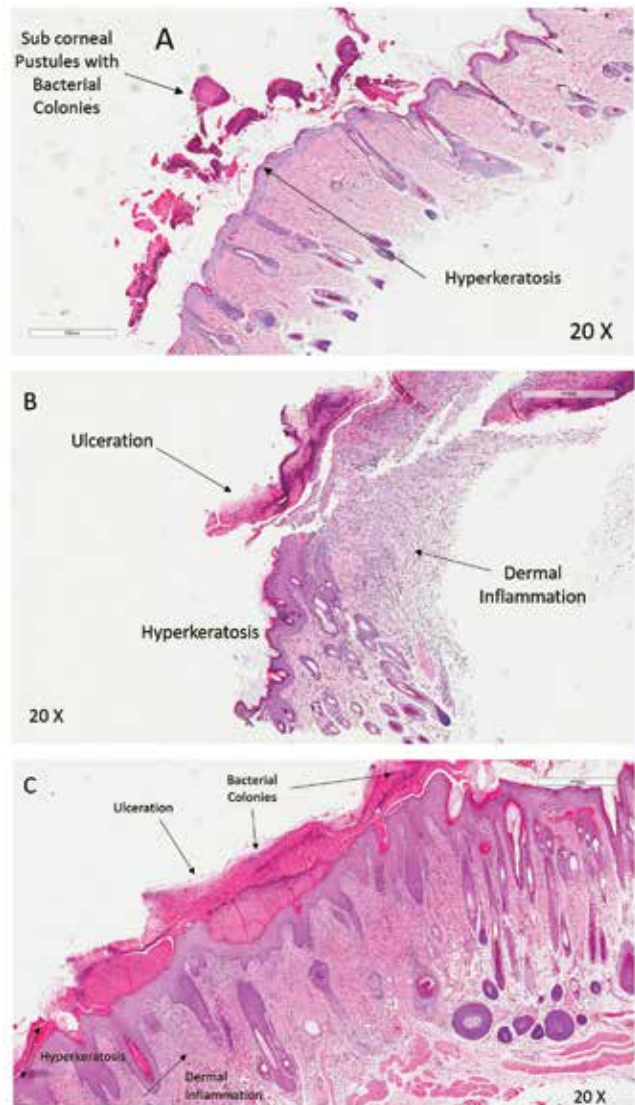 Sub corneal
Pustules with
Bacterial
Colonies
A
Hyperkeratosis
20 X
B
Ulceration
Dermal
Inflammation
Hyperkeratosis
20 X
C
Bacterial
Colonies
Ulceration
Hyperkeratosis
Dermal
Inflammation
20 X